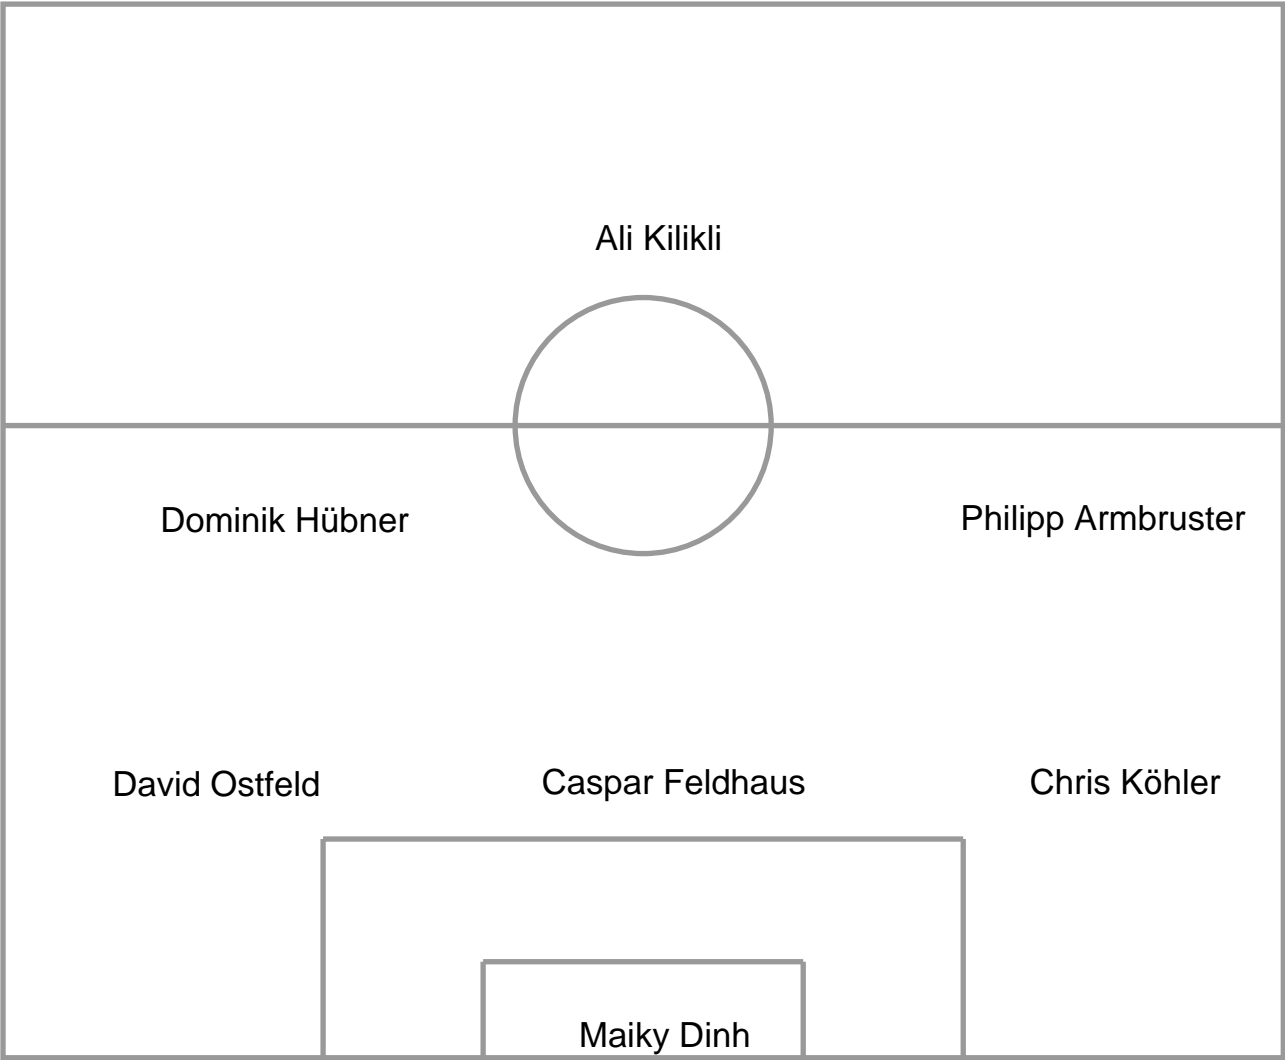 Ali Kilikli
Dominik Hübner
Philipp Armbruster
David Ostfeld
Caspar Feldhaus
Chris Köhler
Maiky Dinh